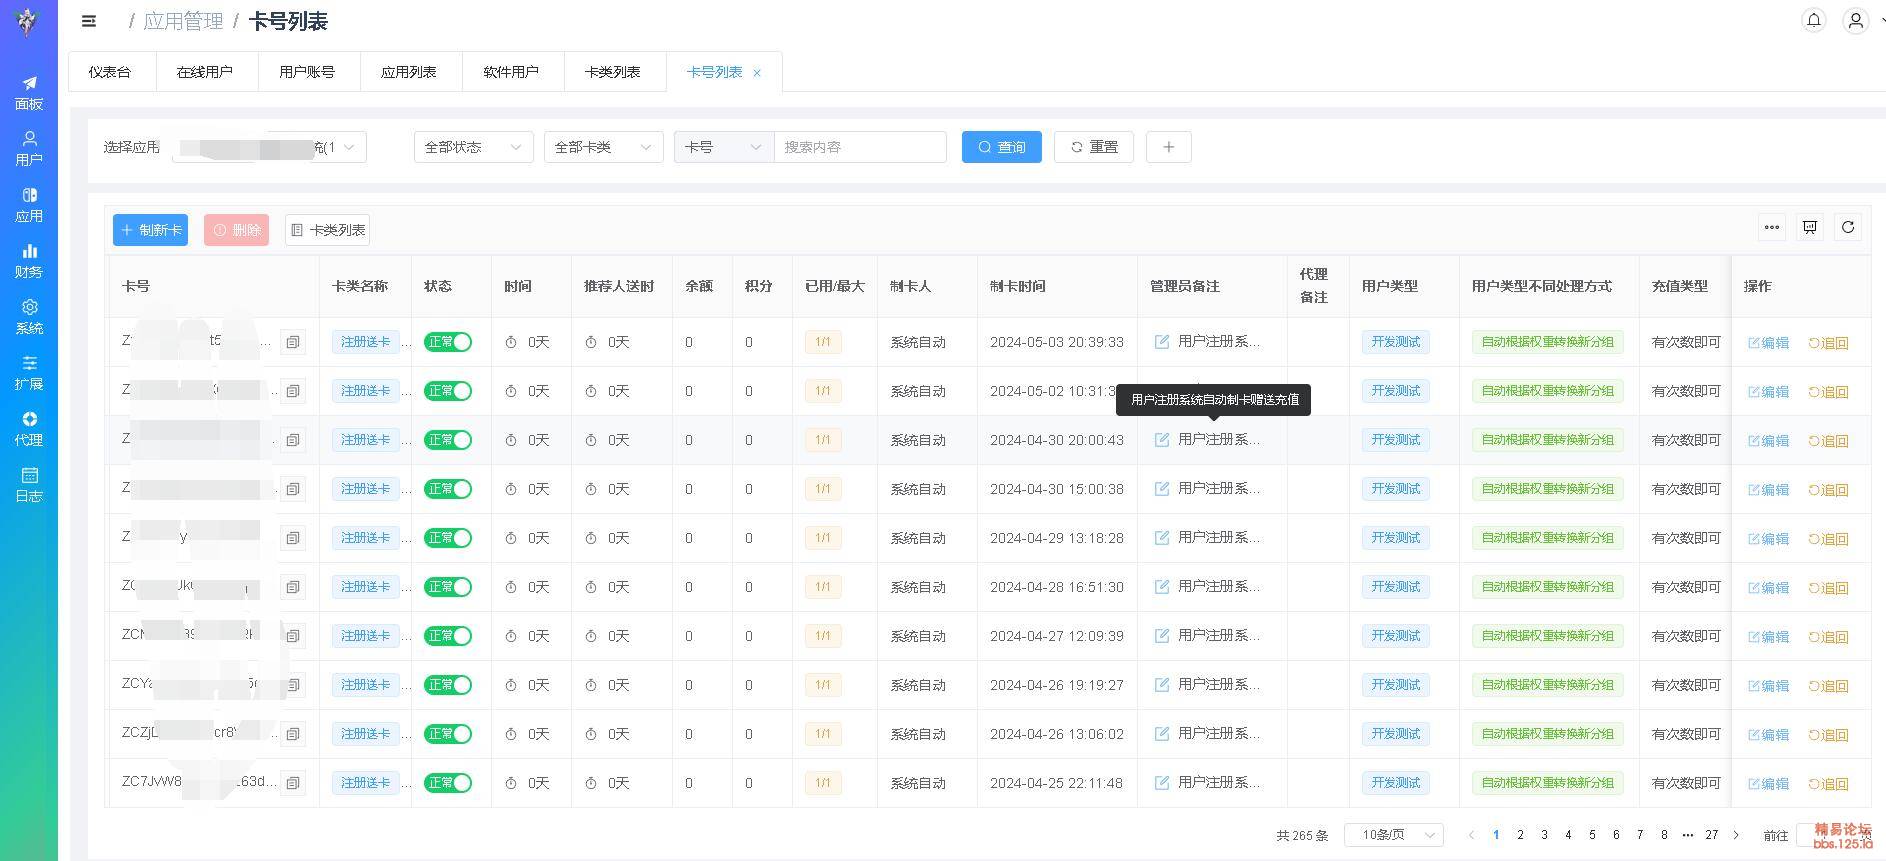 / 应用管理 / 卡号列表
面板
用户
应用
财务
系统
扩展
代理
日志
仪表台 在线用户 用户账号 应用列表 软件用户 卡类列表 卡号列表 ×
选择应用 统(1 全部状态 全部卡类 卡号 搜索内容 查询 重置 +
+ 制新卡 删除 卡类列表
卡号 卡类名称 状态 时间 推荐人送时 余额 积分 已用/最大 制卡人 制卡时间 管理员备注 代理备注 用户类型 用户类型不同处理方式 充值类型 操作
注册送卡 ... 正常 0天 0天 0 0 1/1 系统自动 2024-05-03 20:39:33 用户注册系... 开发测试 自动根据权重转换新分组 有次数即可 编辑 追回
注册送卡 ... 正常 0天 0天 0 0 1/1 系统自动 2024-05-02 10:31:3 开发测试 自动根据权重转换新分组 有次数即可 编辑 追回
用户注册系统自动制卡赠送充值
注册送卡 ... 正常 0天 0天 0 0 1/1 系统自动 2024-04-30 20:00:43 用户注册系... 开发测试 自动根据权重转换新分组 有次数即可 编辑 追回
注册送卡 ... 正常 0天 0天 0 0 1/1 系统自动 2024-04-30 15:00:38 用户注册系... 开发测试 自动根据权重转换新分组 有次数即可 编辑 追回
注册送卡 ... 正常 0天 0天 0 0 1/1 系统自动 2024-04-29 13:18:28 用户注册系... 开发测试 自动根据权重转换新分组 有次数即可 编辑 追回
注册送卡 ... 正常 0天 0天 0 0 1/1 系统自动 2024-04-28 16:51:30 用户注册系... 开发测试 自动根据权重转换新分组 有次数即可 编辑 追回
注册送卡 ... 正常 0天 0天 0 0 1/1 系统自动 2024-04-27 12:09:39 用户注册系... 开发测试 自动根据权重转换新分组 有次数即可 编辑 追回
ZCY 注册送卡 ... 正常 0天 0天 0 0 1/1 系统自动 2024-04-26 19:19:27 用户注册系... 开发测试 自动根据权重转换新分组 有次数即可 编辑 追回
ZCZj cr8 ... 注册送卡 ... 正常 0天 0天 0 0 1/1 系统自动 2024-04-26 13:06:02 用户注册系... 开发测试 自动根据权重转换新分组 有次数即可 编辑 追回
ZC7JvW8 63d... 注册送卡 ... 正常 0天 0天 0 0 1/1 系统自动 2024-04-25 22:11:48 用户注册系... 开发测试 自动根据权重转换新分组 有次数即可 编辑 追回
共 265 条 10条/页 < 1 2 3 4 5 6 7 8 ••• 27 > 前往 页
精易论坛
bbs.125.la